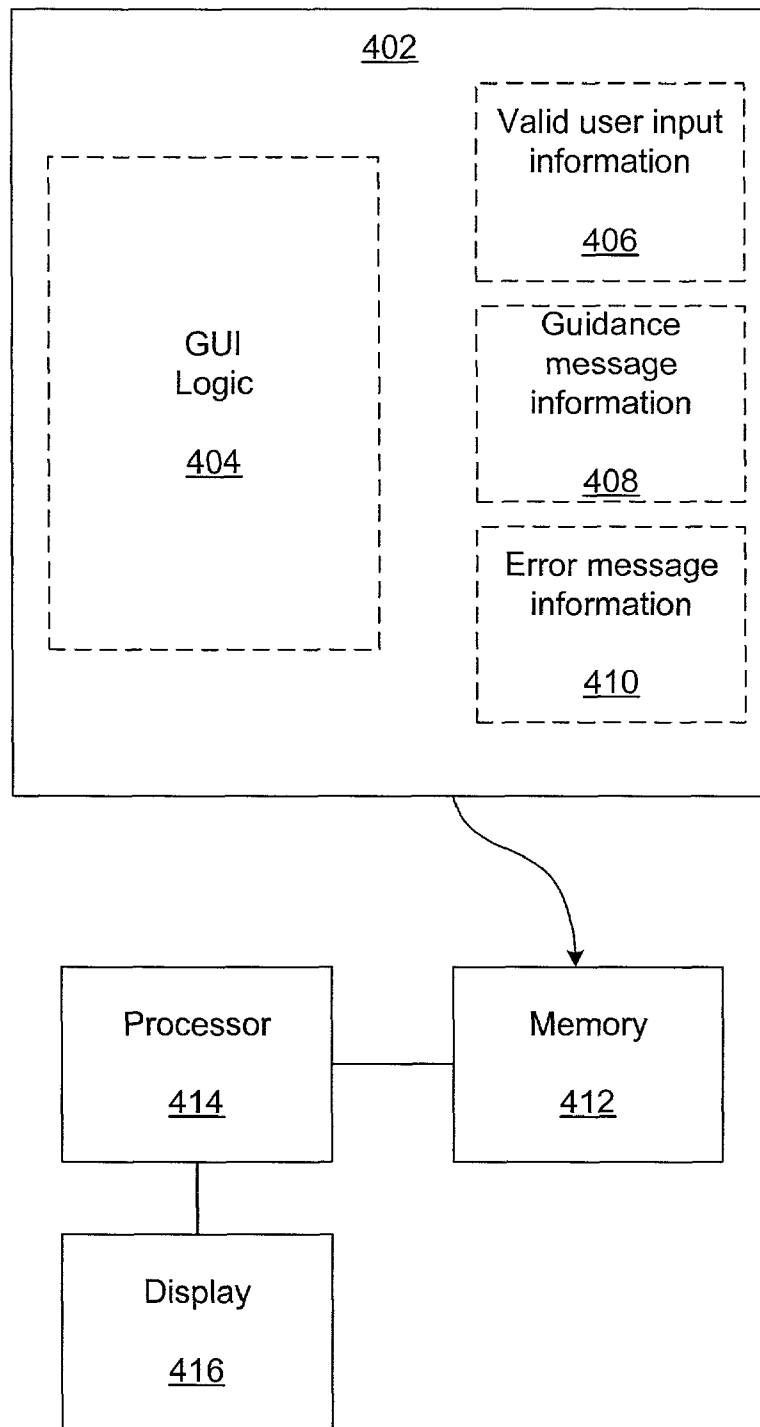 402
Valid user input
information
406
GUI
Logic
404
Guidance
message
information
408
Error message
information
410
Processor
414
Memory
412
Display
416